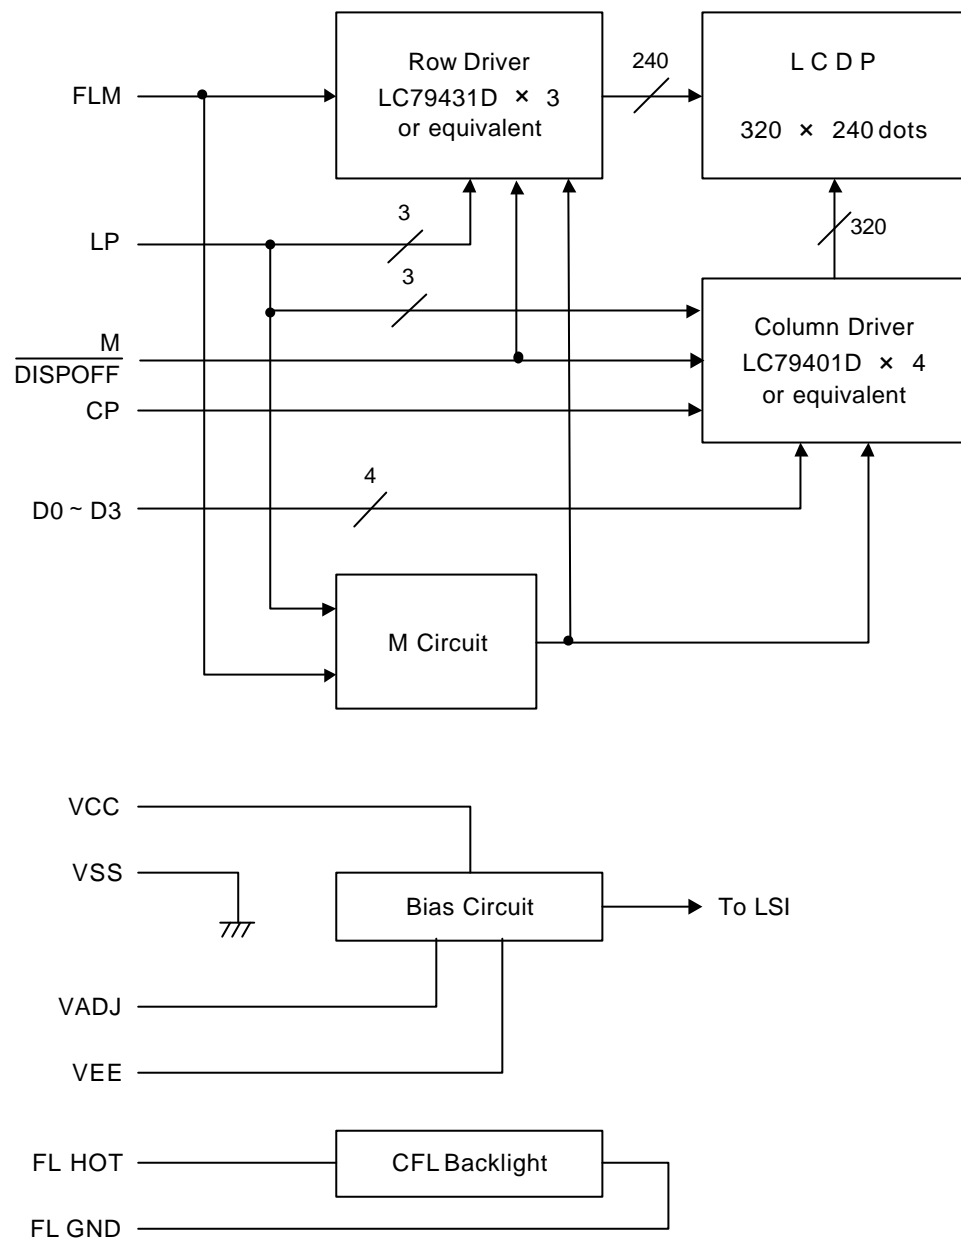 Row Driver
LC79431D × 3
or equivalent
240
L C D P
320 × 240 dots
FLM
3
LP
320
3
Column Driver
LC79401D × 4
or equivalent
M
DISPOFF
CP
4
D0 ~ D3
M Circuit
VCC
VSS
Bias Circuit
To LSI
VADJ
VEE
FL HOT
CFL Backlight
FL GND